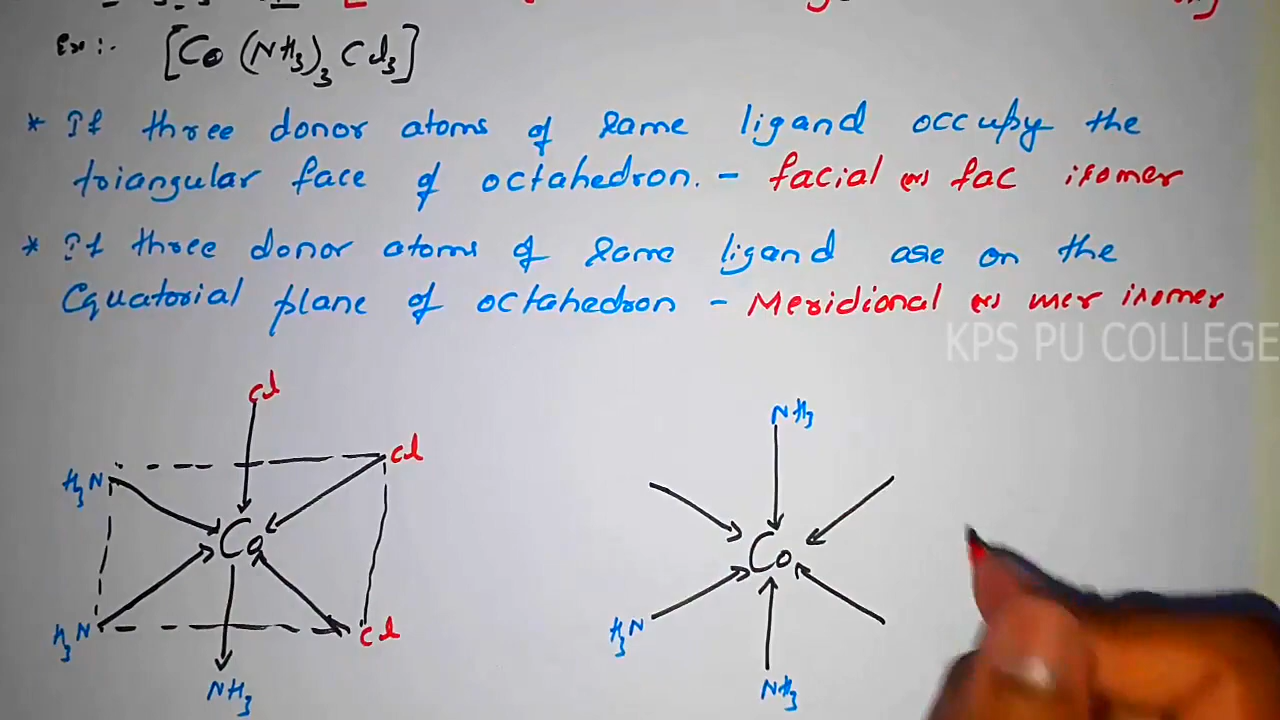 Ex :- [Co (NH3)3 Cl3]
* If three donor atoms of same ligand occupy the
triangular face of octahedron. - facial or fac isomer
* If three donor atoms of same ligand are on the
Equatorial plane of octahedron - Meridional or mer isomer
KPS PU COLLEGE
Cl
Cl
H3N
Co
H3N
Cl
NH3
NH3
Co
H3N
NH3